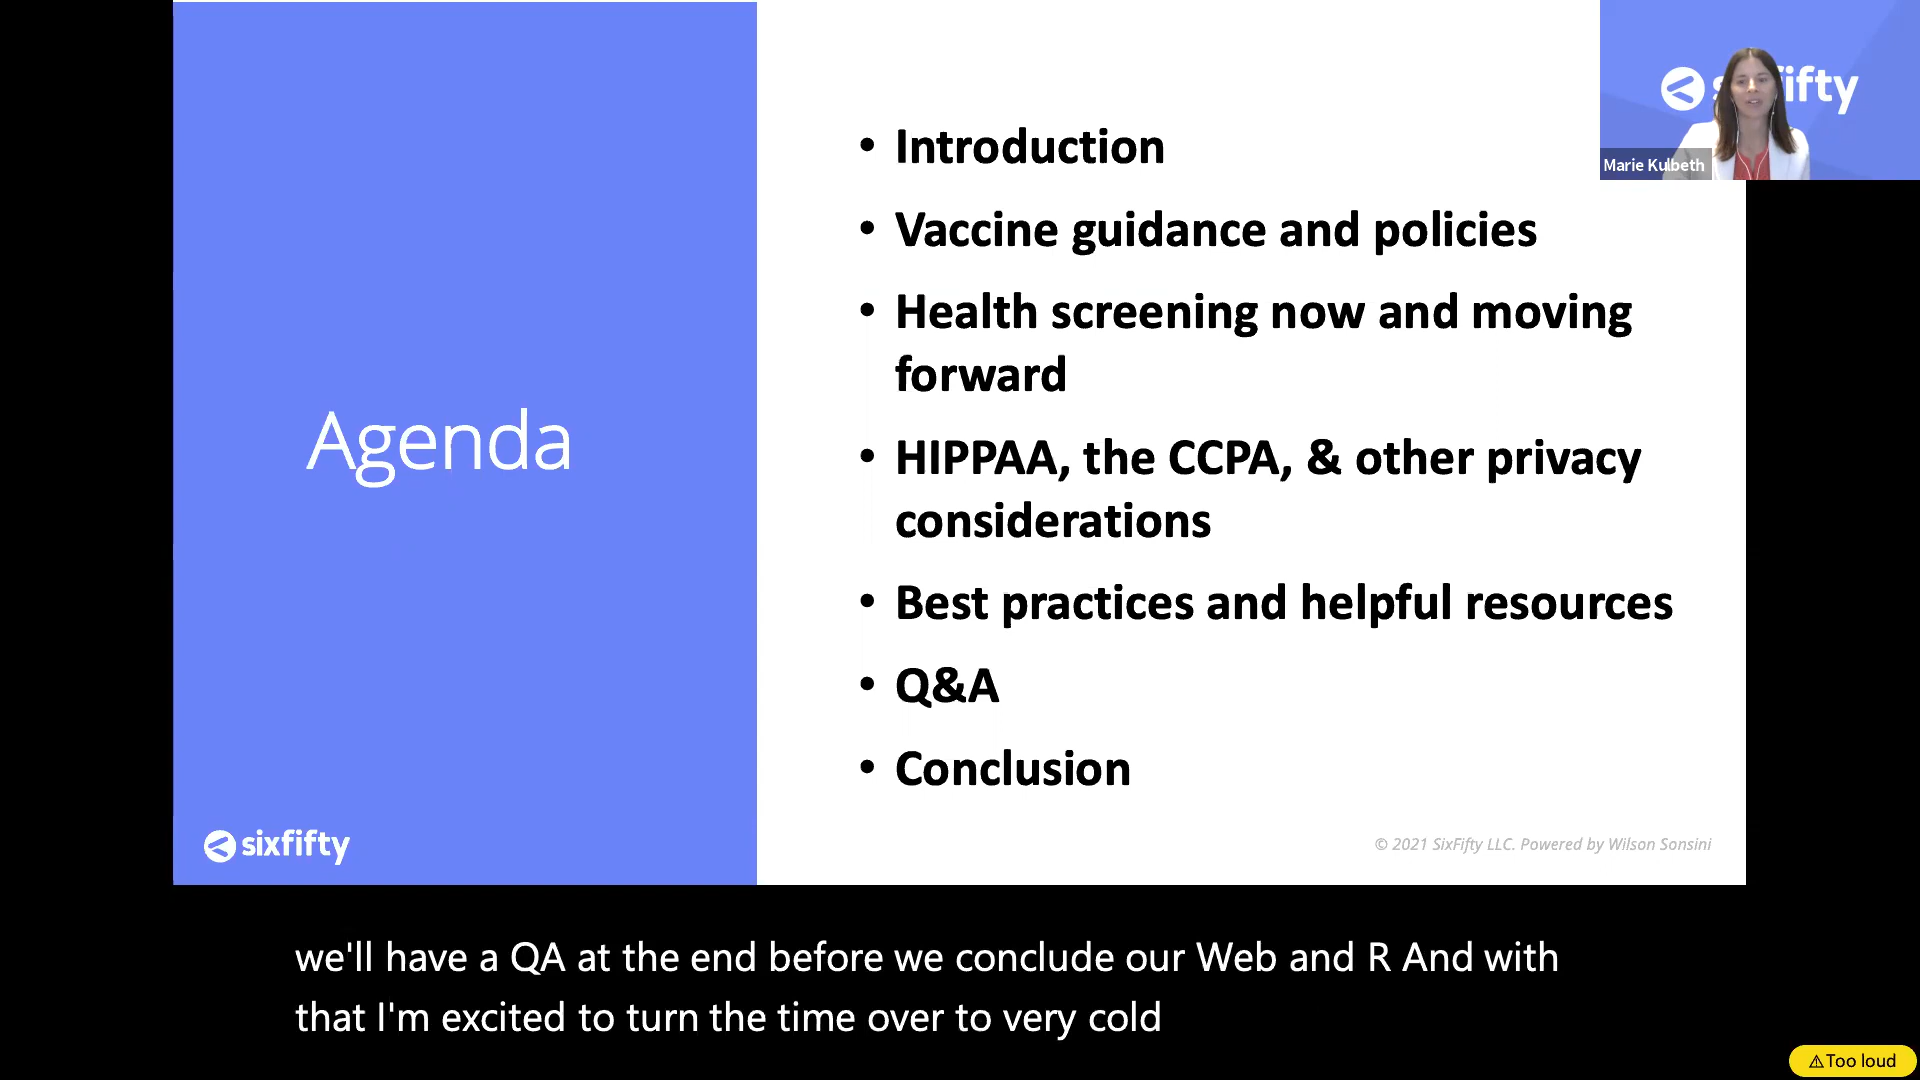 Agenda
• Introduction
• Vaccine guidance and policies
• Health screening now and moving
forward
• HIPPAA, the CCPA, & other privacy
considerations
• Best practices and helpful resources
• Q&A
• Conclusion
sixfifty
© 2021 SixFifty LLC. Powered by Wilson Sonsini
ifty
Marie Kulbeth
we'll have a QA at the end before we conclude our Web and R And with
that I'm excited to turn the time over to very cold
⚠Too loud